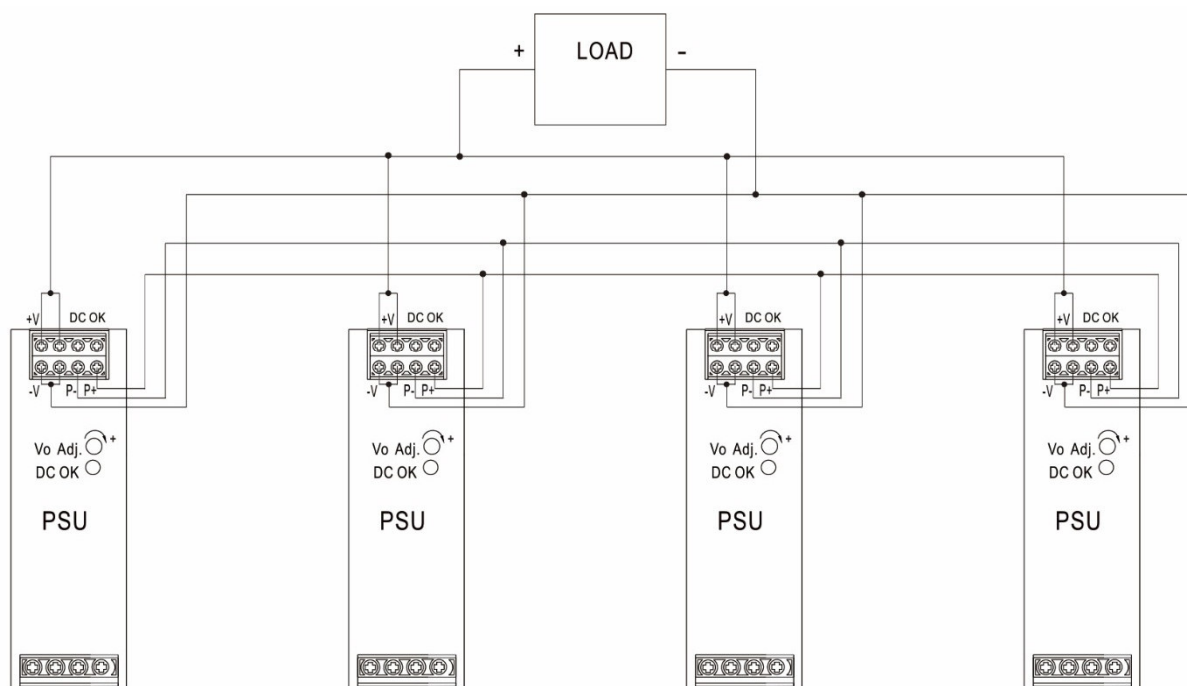 + LOAD -
+V DC OK +V DC OK +V DC OK +V DC OK
-V P- P+ -V P- P+ -V P- P+ -V P- P+
Vo Adj. + Vo Adj. + Vo Adj. + Vo Adj. +
DC OK DC OK DC OK DC OK
PSU PSU PSU PSU